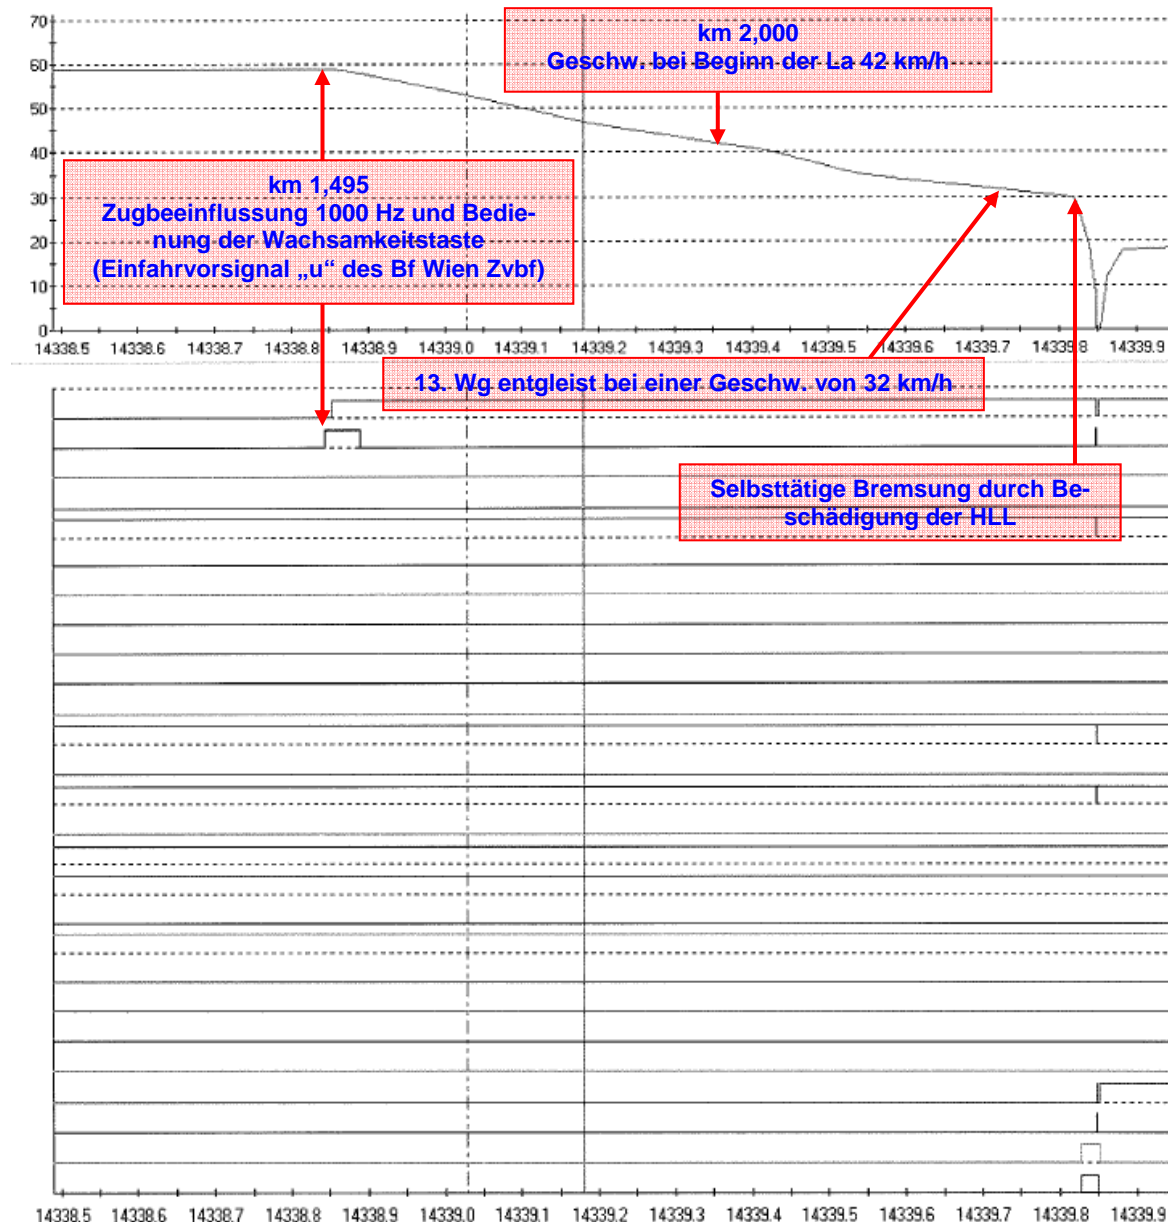 70
km 2,000
Geschw. bei Beginn der La 42 km/h
60
50
40
km 1,495
Zugbeeinflussung 1000 Hz und Bedie-
nung der Wachsamkeitstaste
(Einfahrvorsignal „u“ des Bf Wien Zvbf)
30
20
10
0
14338.5 14338.6 14338.7 14338.8 14338.9 14339.0 14339.1 14339.2 14339.3 14339.4 14339.5 14339.6 14339.7 14339.8 14339.9
13. Wg entgleist bei einer Geschw. von 32 km/h
Selbsttätige Bremsung durch Be-
schädigung der HLL
14338.5 14338.6 14338.7 14338.8 14338.9 14339.0 14339.1 14339.2 14339.3 14339.4 14339.5 14339.6 14339.7 14339.8 14339.9